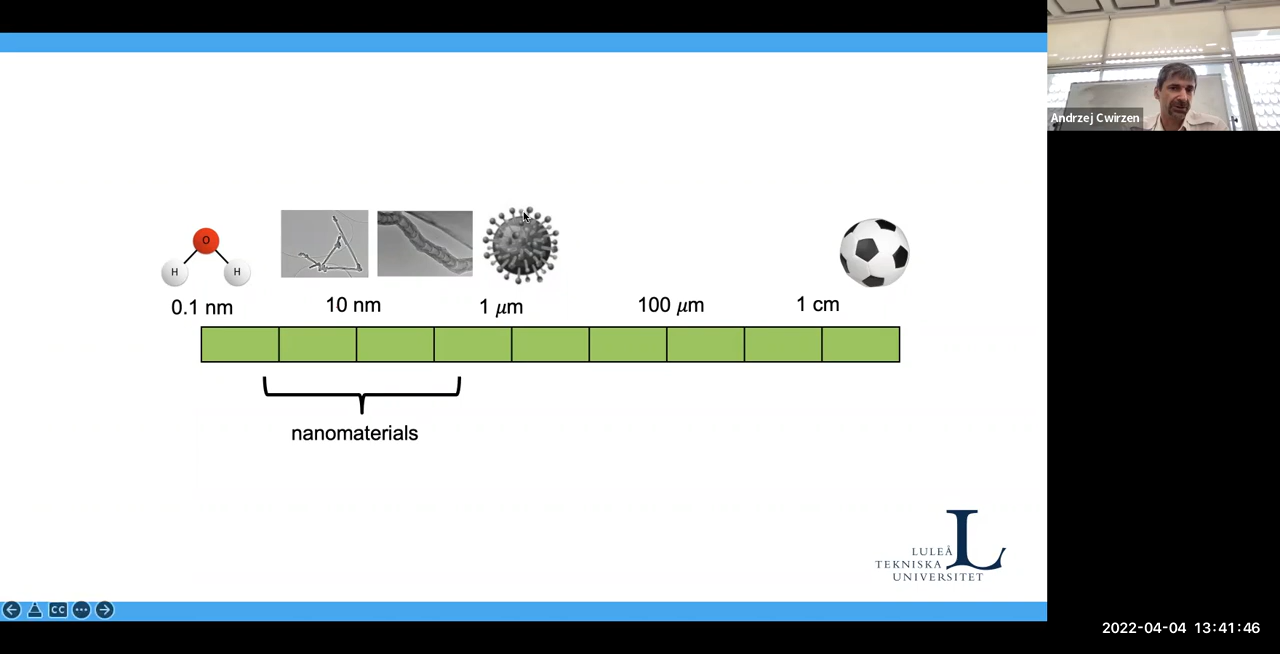 Andrzej Cwirzen
O
H H
0.1 nm 10 nm 1 μm 100 μm 1 cm
nanomaterials
L
LULEÅ
TEKNISKA
UNIVERSITET
CC
2022-04-04 13:41:46